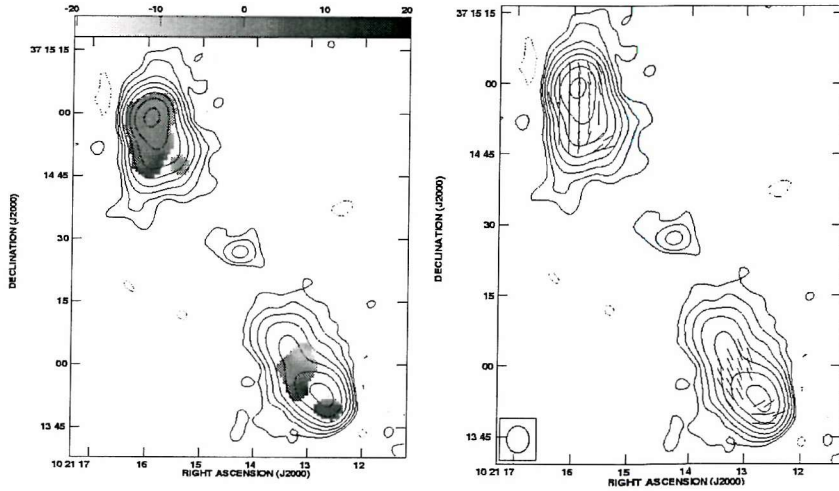 -20 -10 0 10 20
37 15 15
00
14 45
30
15
00
13 45
DECLINATION (J2000)
10 21 17 16 15 14 13 12
RIGHT ASCENSION (J2000)
37 15 15
00
14 45
30
15
00
13 45
DECLINATION (J2000)
10 21 17 16 15 14 13 12
RIGHT ASCENSION (J2000)